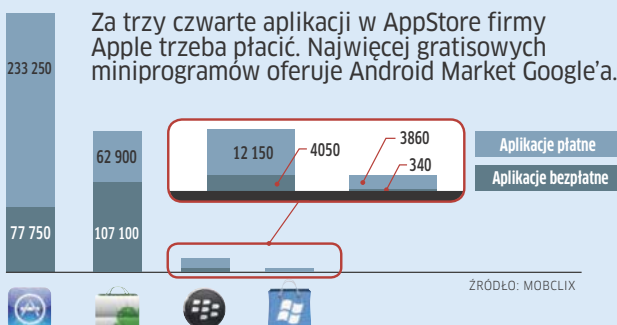 Za trzy czwarte aplikacji w AppStore firmy
Apple trzeba płacić. Najwięcej gratisowych
miniprogramów oferuje Android Market Google'a.
233 250
77 750
62 900
107 100
12 150
4050
3860
340
Aplikacje płatne
Aplikacje bezpłatne
ŹRÓDŁO: MOBCLIX